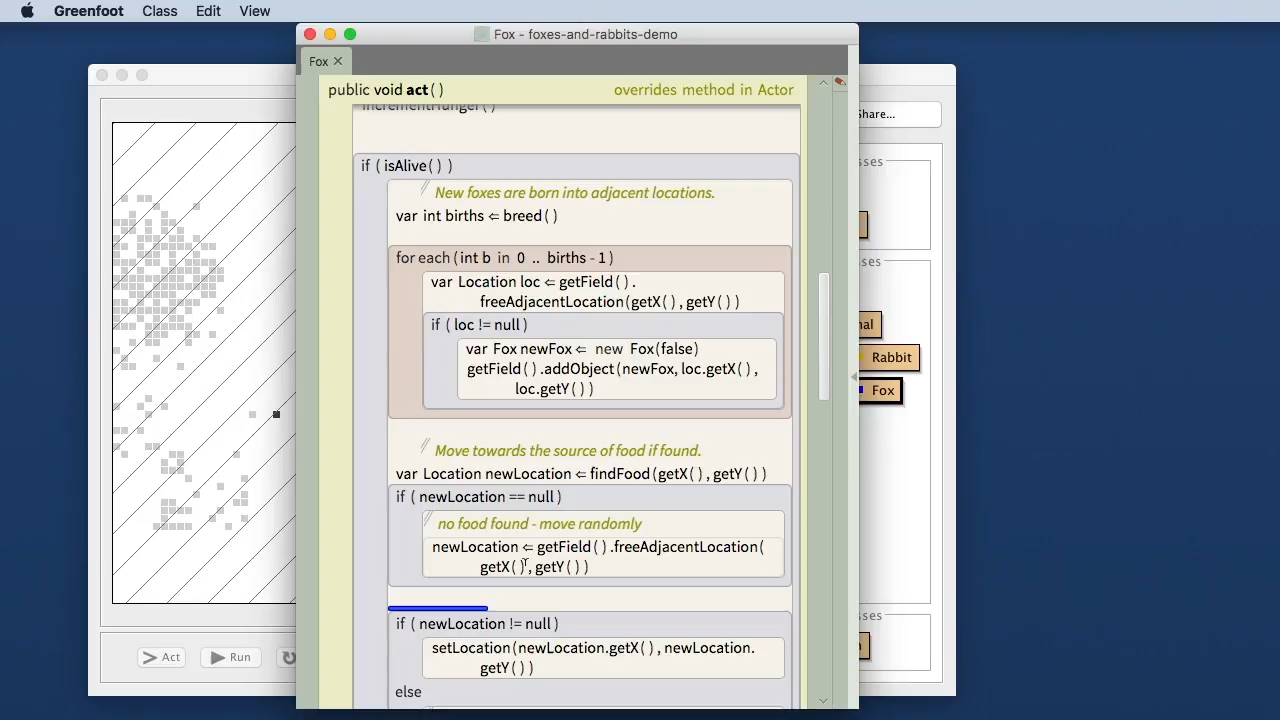 Greenfoot Class Edit View
Fox - foxes-and-rabbits-demo
Fox ×
public void act() overrides method in Actor
incrementHunger()
if (isAlive())
// New foxes are born into adjacent locations.
var int births ⇐ breed()
for each (int b in 0 .. births - 1)
var Location loc ⇐ getField().
freeAdjacentLocation(getX(), getY())
if (loc != null)
var Fox newFox ⇐ new Fox(false)
getField().addObject(newFox, loc.getX(),
loc.getY())
// Move towards the source of food if found.
var Location newLocation ⇐ findFood(getX(), getY())
if (newLocation == null)
// no food found - move randomly
newLocation ⇐ getField().freeAdjacentLocation(
getX(), getY())
if (newLocation != null)
setLocation(newLocation.getX(), newLocation.
getY())
else
Share...
sses
ses
nal
Rabbit
Fox
sses
Act
Run